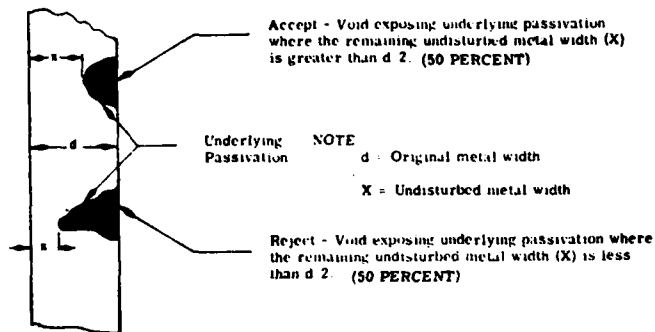 Accept - Void exposing underlying passivation
where the remaining undisturbed metal width (X)
is greater than d 2. (50 PERCENT)
x
d
Underlying
Passivation
NOTE
d = Original metal width
X = Undisturbed metal width
x
Reject - Void exposing underlying passivation where
the remaining undisturbed metal width (X) is less
than d 2. (50 PERCENT)